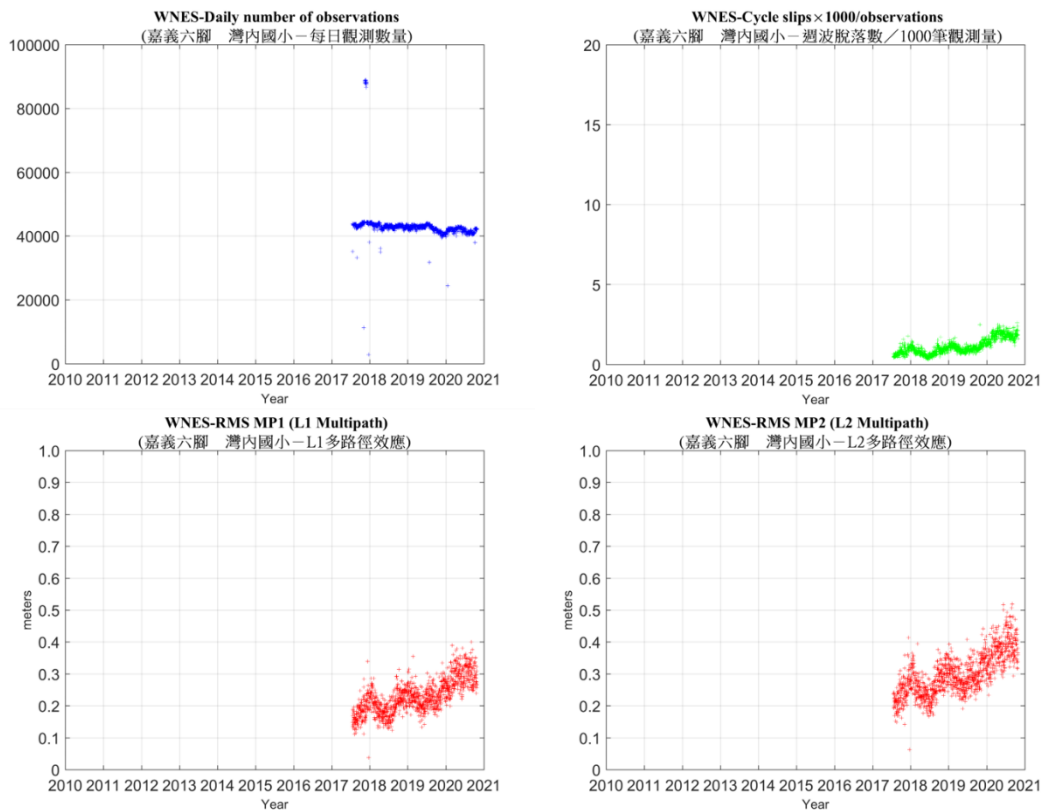 WNES-Daily number of observations
(嘉義六腳 灣內國小－每日觀測數量)
100000
80000
60000
40000
20000
0
2010 2011 2012 2013 2014 2015 2016 2017 2018 2019 2020 2021
Year
WNES-Cycle slips×1000/observations
(嘉義六腳 灣內國小－週波脫落數／1000筆觀測量)
20
15
10
5
0
2010 2011 2012 2013 2014 2015 2016 2017 2018 2019 2020 2021
Year
WNES-RMS MP1 (L1 Multipath)
(嘉義六腳 灣內國小－L1多路徑效應)
1.0
0.9
0.8
0.7
0.6
0.5
0.4
0.3
0.2
0.1
0
meters
2010 2011 2012 2013 2014 2015 2016 2017 2018 2019 2020 2021
Year
WNES-RMS MP2 (L2 Multipath)
(嘉義六腳 灣內國小－L2多路徑效應)
1.0
0.9
0.8
0.7
0.6
0.5
0.4
0.3
0.2
0.1
0
meters
2010 2011 2012 2013 2014 2015 2016 2017 2018 2019 2020 2021
Year